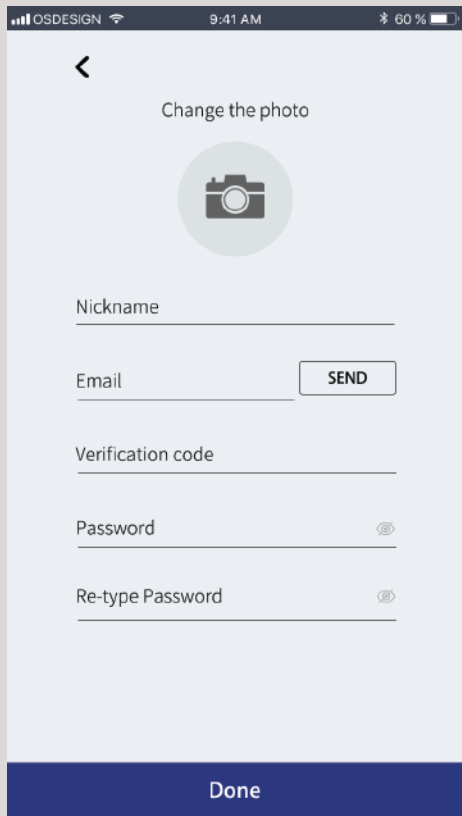 OSDESIGN 9:41 AM 60 %
Change the photo
Nickname
Email SEND
Verification code
Password
Re-type Password
Done